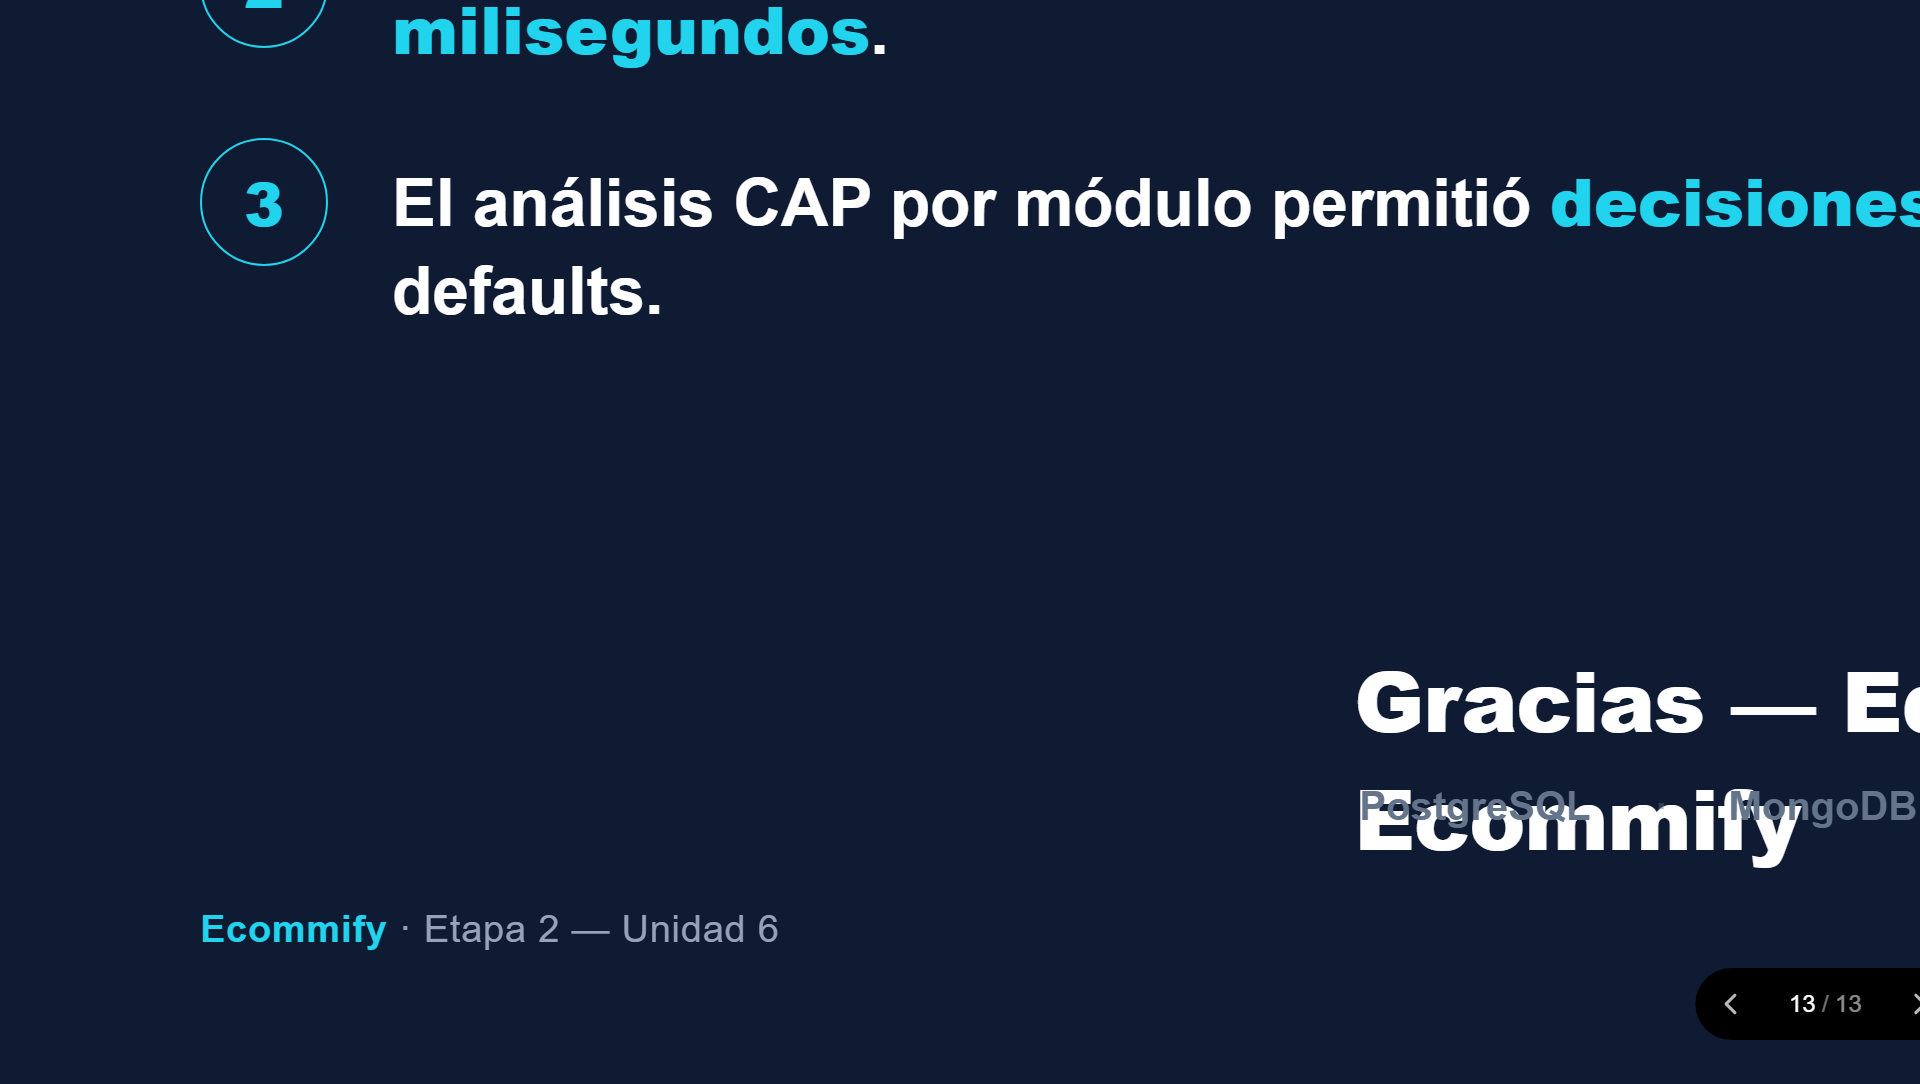 milisegundos.
3
El análisis CAP por módulo permitió decisiones
defaults.
Gracias —
PostgreSQL · MongoDB
Ecommify
Ecommify · Etapa 2 — Unidad 6
13 / 13